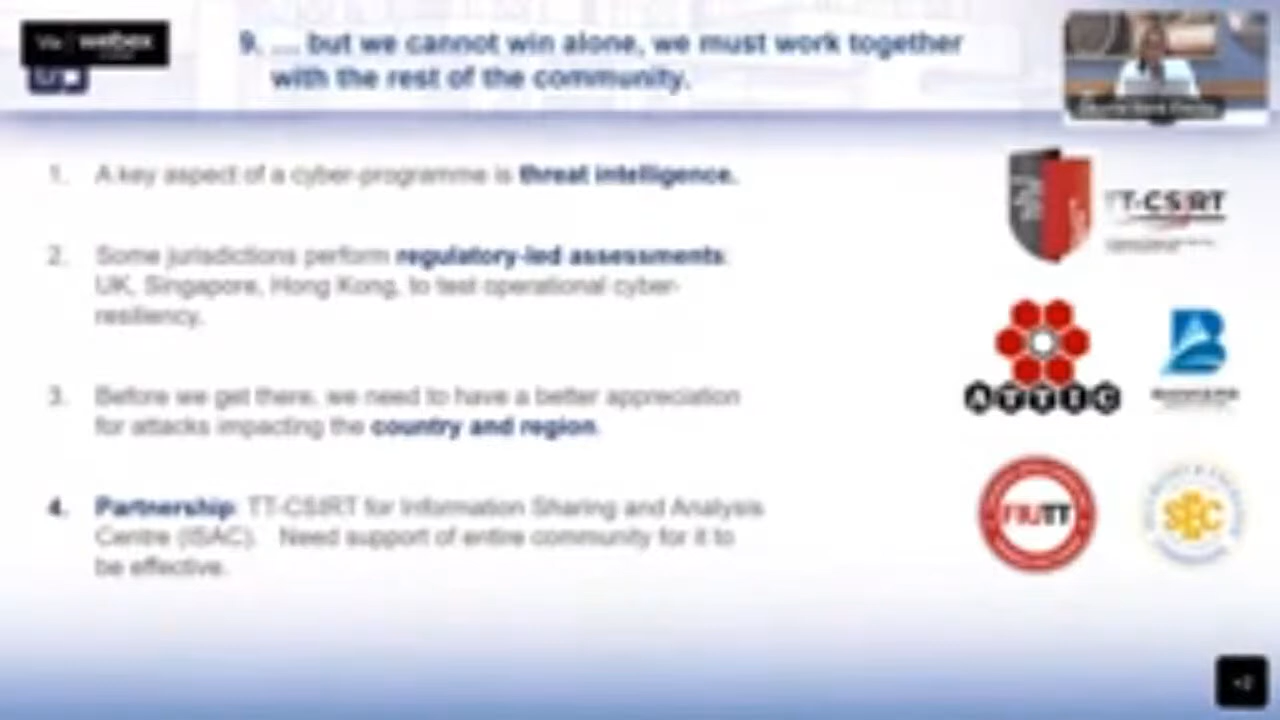 Via webex
9. ... but we cannot win alone, we must work together
with the rest of the community.
1. A key aspect of a cyber-programme is threat intelligence.
2. Some jurisdictions perform regulatory-led assessments:
UK, Singapore, Hong Kong, to test operational cyber-
resiliency.
3. Before we get there, we need to have a better appreciation
for attacks impacting the country and region.
4. Partnership: TT-CSIRT for Information Sharing and Analysis
Centre (ISAC). Need support of entire community for it to
be effective.
TT-CSIRT
ATTIC
B
FIUTT
SEC
+2